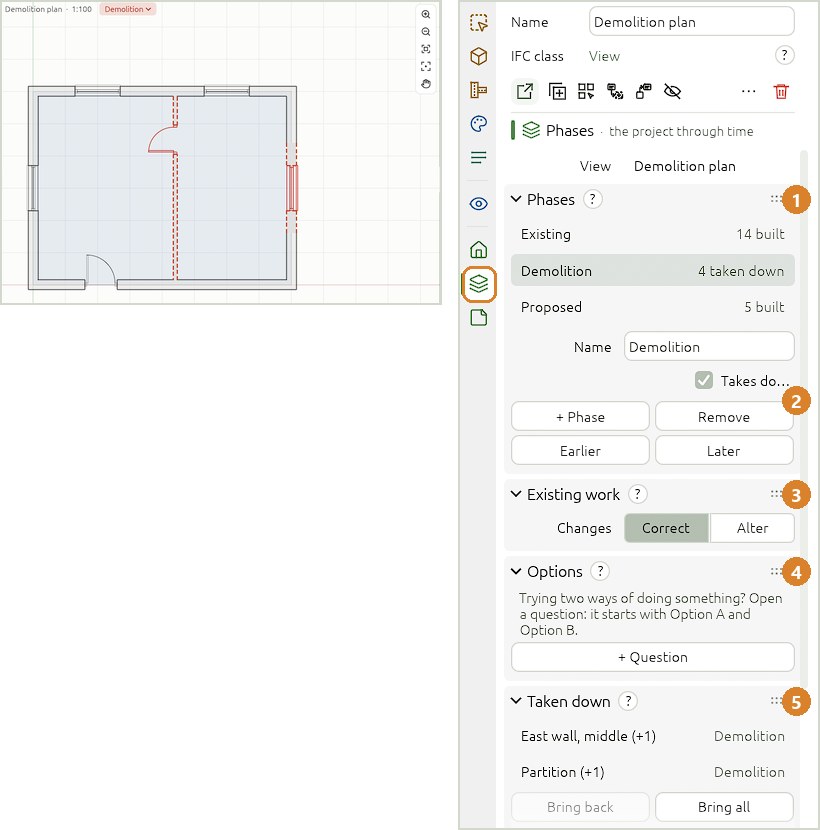 Demolition plan · 1:100 Demolition
Name Demolition plan
IFC class View ?
Phases · the project through time
View Demolition plan
Phases ? 1
Existing 14 built
Demolition 4 taken down
Proposed 5 built
Name Demolition
Takes do...
2
+ Phase Remove
Earlier Later
Existing work ? 3
Changes Correct Alter
Options ? 4
Trying two ways of doing something? Open
a question: it starts with Option A and
Option B.
+ Question
Taken down ? 5
East wall, middle (+1) Demolition
Partition (+1) Demolition
Bring back Bring all